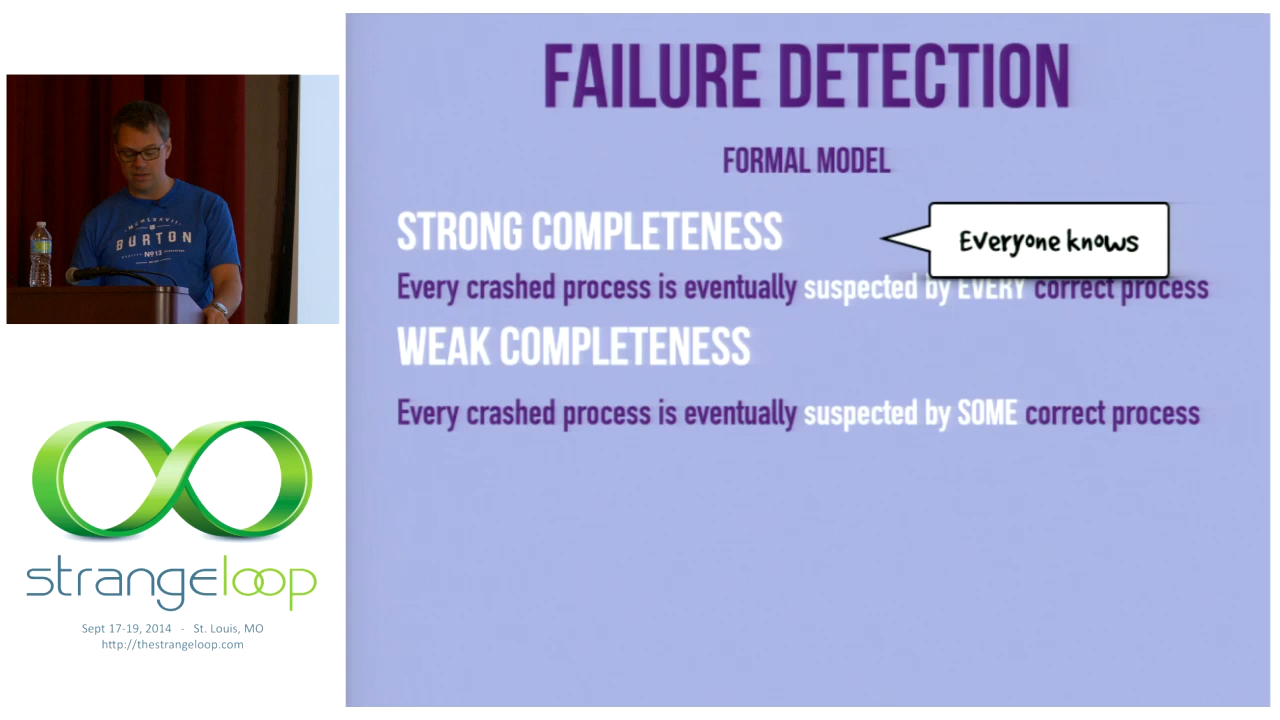 FAILURE DETECTION
FORMAL MODEL
STRONG COMPLETENESS
Everyone knows
Every crashed process is eventually suspected by EVERY correct process
WEAK COMPLETENESS
Every crashed process is eventually suspected by SOME correct process
MCMLXXVII
BURTON
Nº13
strangeloop
Sept 17-19, 2014 - St. Louis, MO
http://thestrangeloop.com